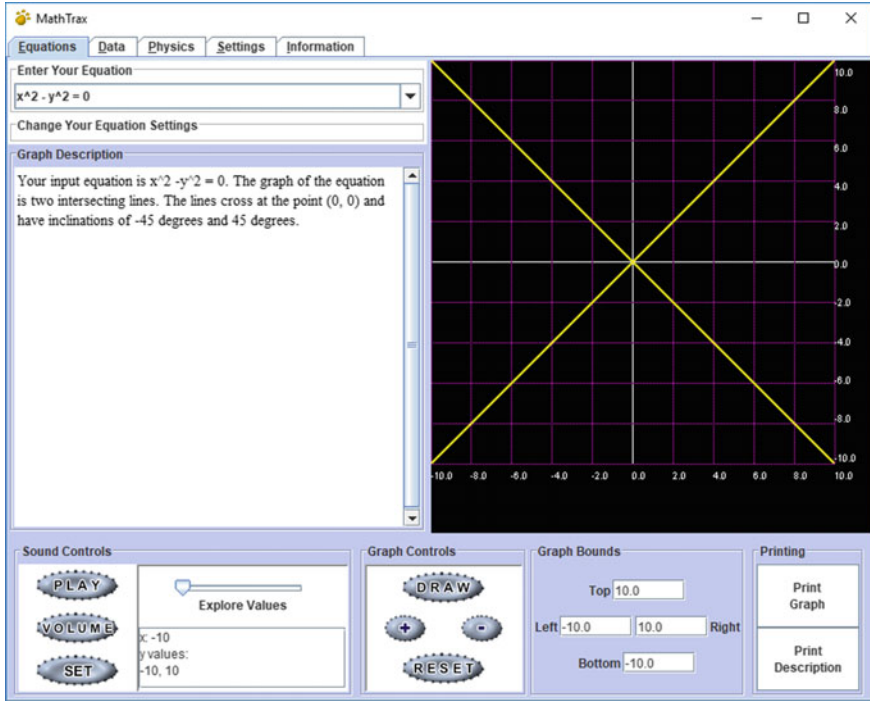 MathTrax
Equations Data Physics Settings Information
Enter Your Equation
x^2 - y^2 = 0
Change Your Equation Settings
Graph Description
Your input equation is x^2 -y^2 = 0. The graph of the equation
is two intersecting lines. The lines cross at the point (0, 0) and
have inclinations of -45 degrees and 45 degrees.
10.0
8.0
6.0
4.0
2.0
0.0
-2.0
-4.0
-6.0
-8.0
-10.0
-10.0 -8.0 -6.0 -4.0 -2.0 0.0 2.0 4.0 6.0 8.0 10.0
Sound Controls
PLAY
VOLUME
SET
Explore Values
x: -10
y values:
-10, 10
Graph Controls
DRAW
+ -
RESET
Graph Bounds
Top 10.0
Left -10.0 10.0 Right
Bottom -10.0
Printing
Print
Graph
Print
Description